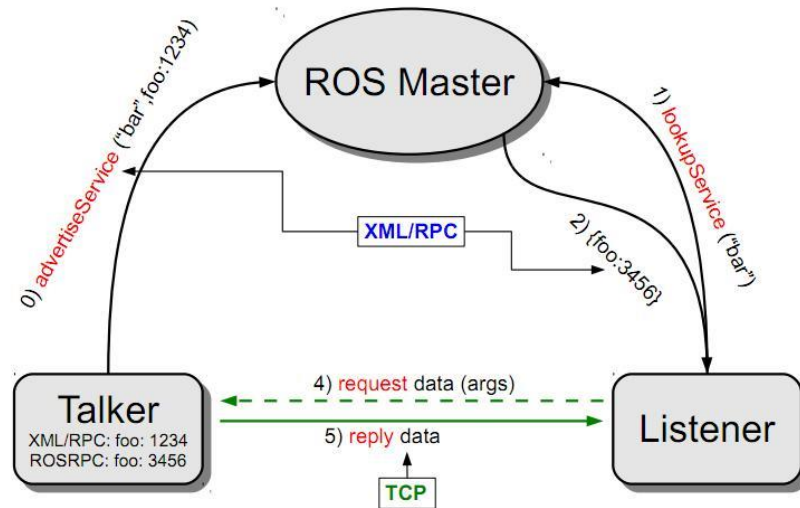 ROS Master
0) advertiseService ("bar",foo:1234)
1) lookupService ("bar")
XML/RPC
2) {foo:3456}
4) request data (args)
Talker
XML/RPC: foo: 1234
ROSRPC: foo: 3456
5) reply data
Listener
TCP